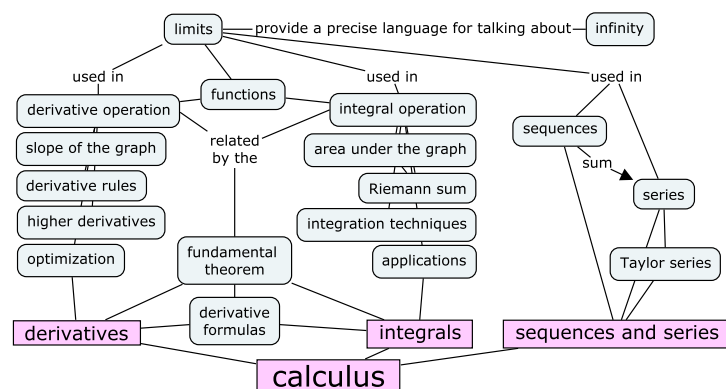 limits
provide a precise language for talking about
infinity
used in
used in
used in
functions
derivative operation
integral operation
sequences
slope of the graph
related
by the
area under the graph
sum
derivative rules
Riemann sum
series
higher derivatives
integration techniques
optimization
fundamental
theorem
applications
Taylor series
derivative
formulas
derivatives
integrals
sequences and series
calculus